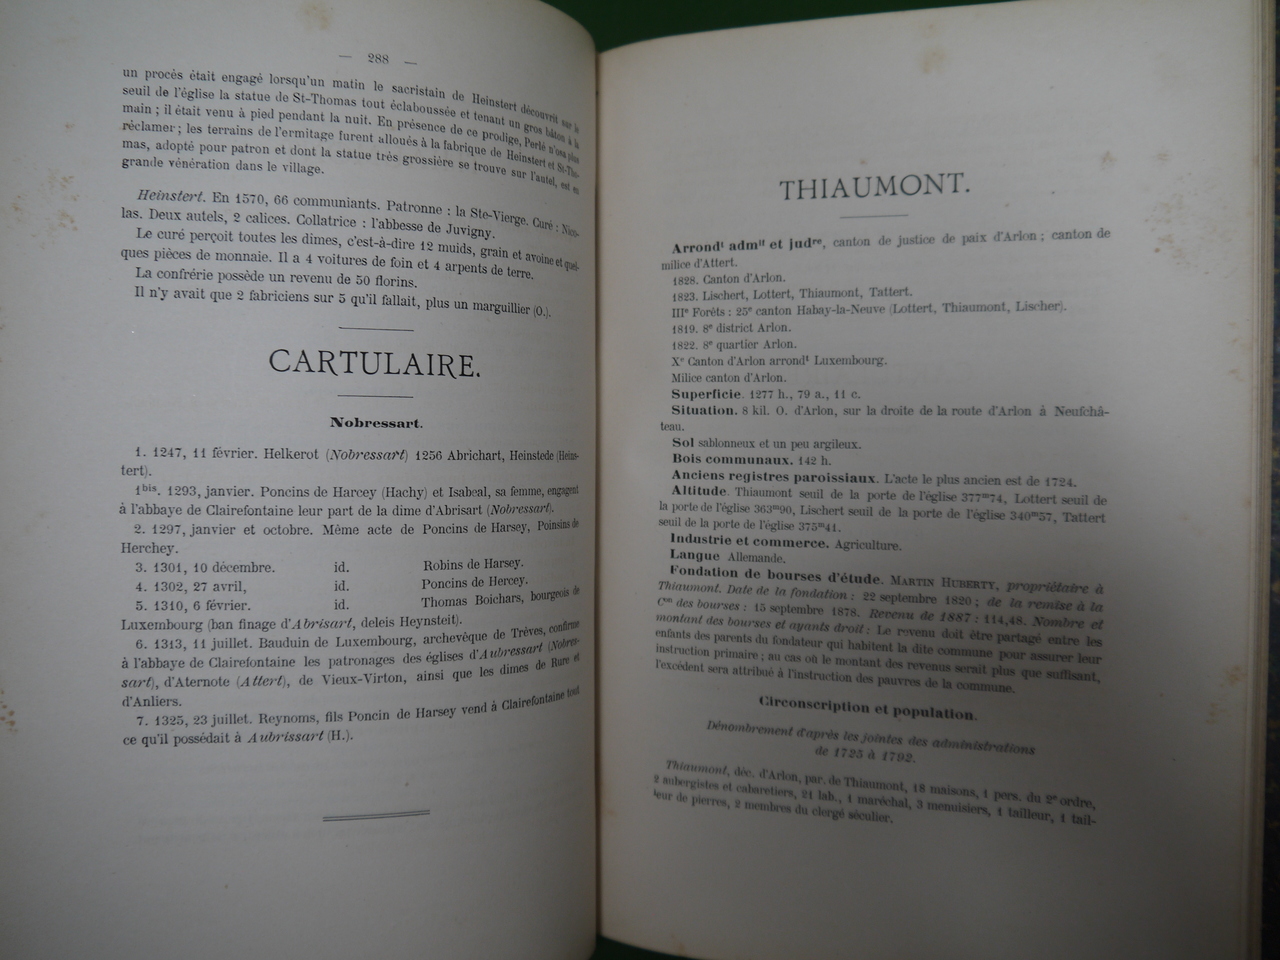 — 288 —
un procès était engagé lorsqu'un matin le sacristain de Heinstert découvrit sur le
seuil de l'église la statue de St-Thomas tout éclaboussée et tenant un gros bâton à la
main ; il était venu à pied pendant la nuit. En présence de ce prodige, Perlé n'osa plus
réclamer ; les terrains de l'ermitage furent alloués à la fabrique de Heinstert et St-Tho-
mas, adopté pour patron et dont la statue très grossière se trouve sur l'autel, est en
grande vénération dans le village.
Heinstert. En 1570, 66 communiants. Patronne : la Ste-Vierge. Curé : Nico-
las. Deux autels, 2 calices. Collatrice : l'abbesse de Juvigny.
Le curé perçoit toutes les dimes, c'est-à-dire 12 muids, grain et avoine et quel-
ques pièces de monnaie. Il a 4 voitures de foin et 4 arpents de terre.
La confrérie possède un revenu de 50 florins.
Il n'y avait que 2 fabriciens sur 5 qu'il fallait, plus un marguillier (O.).
CARTULAIRE.
Nobressart.
1. 1247, 11 février. Helkerot (Nobressart) 1256 Abrichart, Heinstede (Heins-
tert).
1bis. 1293, janvier. Poncins de Harcey (Hachy) et Isabeal, sa femme, engagent
à l'abbaye de Clairefontaine leur part de la dime d'Abrisart (Nobressart).
2. 1297, janvier et octobre. Même acte de Poncins de Harsey, Poinsins de
Herchey.
3. 1301, 10 décembre. id. Robins de Harsey.
4. 1302, 27 avril, id. Poncins de Hercey.
5. 1310, 6 février. id. Thomas Boichars, bourgeois de
Luxembourg (ban finage d'Abrisart, deleis Heynsteit).
6. 1313, 11 juillet. Bauduin de Luxembourg, archevêque de Trèves, confirme
à l'abbaye de Clairefontaine les patronages des églises d'Aubressart (Nobres-
sart), d'Aternote (Attert), de Vieux-Virton, ainsi que les dimes de Rure et
d'Anliers.
7. 1325, 23 juillet. Reynoms, fils Poncin de Harsey vend à Clairefontaine tout
ce qu'il possédait à Aubrissart (H.).
THIAUMONT.
Arrondt admif et judre, canton de justice de paix d'Arlon ; canton de
milice d'Attert.
1828. Canton d'Arlon.
1823. Lischert, Lottert, Thiaumont, Tattert.
IIIe Forêts : 25e canton Habay-la-Neuve (Lottert, Thiaumont, Lischer).
1819. 8e district Arlon.
1822. 8e quartier Arlon.
Xe Canton d'Arlon arrondt Luxembourg.
Milice canton d'Arlon.
Superficie. 1277 h., 79 a., 11 c.
Situation. 8 kil. O. d'Arlon, sur la droite de la route d'Arlon à Neufchâ-
teau.
Sol sablonneux et un peu argileux.
Bois communaux. 142 h.
Anciens registres paroissiaux. L'acte le plus ancien est de 1724.
Altitude. Thiaumont seuil de la porte de l'église 377m74, Lottert seuil de
la porte de l'église 363m90, Lischert seuil de la porte de l'église 340m57, Tattert
seuil de la porte de l'église 375m41.
Industrie et commerce. Agriculture.
Langue Allemande.
Fondation de bourses d'étude. MARTIN HUBERTY, propriétaire à
Thiaumont. Date de la fondation : 22 septembre 1820 ; de la remise à la
Con des bourses : 15 septembre 1878. Revenu de 1887 : 114,48. Nombre et
montant des bourses et ayants droit : Le revenu doit être partagé entre les
enfants des parents du fondateur qui habitent la dite commune pour assurer leur
instruction primaire ; au cas où le montant des revenus serait plus que suffisant,
l'excédent sera attribué à l'instruction des pauvres de la commune.
Circonscription et population.
Dénombrement d'après les jointes des administrations
de 1725 à 1792.
Thiaumont, déc. d'Arlon, par. de Thiaumont, 18 maisons, 1 pers. du 2e ordre,
2 aubergistes et cabaretiers, 21 lab., 1 maréchal, 3 menuisiers, 1 tailleur, 1 tail-
leur de pierres, 2 membres du clergé séculier.